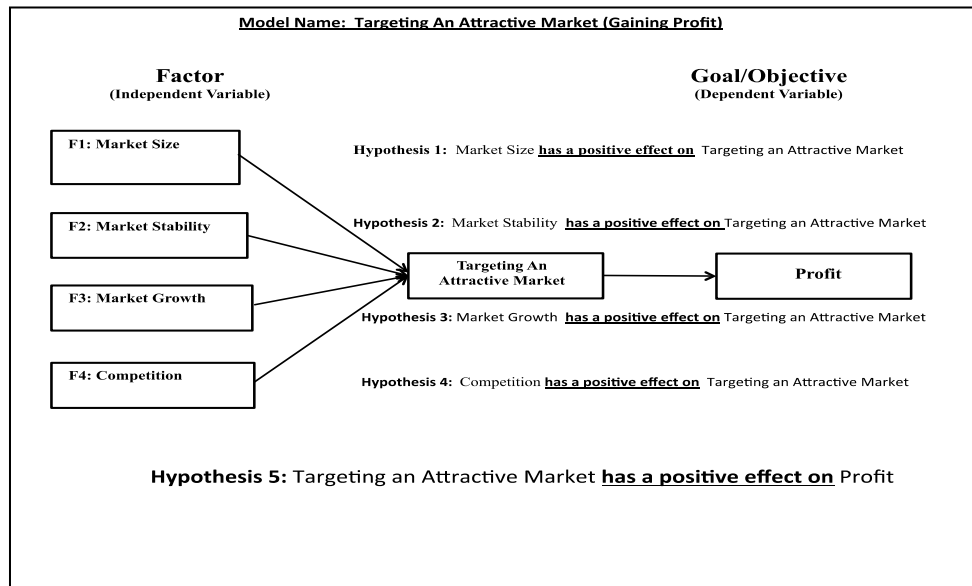 Model Name:  Targeting An Attractive Market (Gaining Profit)
Factor
(Independent Variable)
Goal/Objective
(Dependent Variable)
F1: Market Size
Hypothesis 1:  Market Size has a positive effect on  Targeting an Attractive Market
F2: Market Stability
Hypothesis 2:  Market Stability  has a positive effect on Targeting an Attractive Market
Targeting An
Attractive Market
Profit
F3: Market Growth
Hypothesis 3: Market Growth  has a positive effect on Targeting an Attractive Market
F4: Competition
Hypothesis 4:  Competition has a positive effect on  Targeting an Attractive Market
Hypothesis 5: Targeting an Attractive Market has a positive effect on Profit